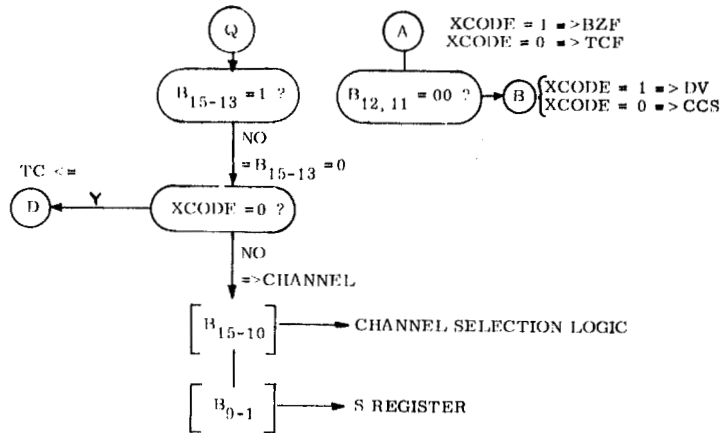 XCODE = 1 => BZF
XCODE = 0 => TCF
Q
A
B15-13 = 1 ?
B12, 11 = 00 ?
B
XCODE = 1 => DV
XCODE = 0 => CCS
NO
= B15-13 = 0
TC <=
D
Y
XCODE = 0 ?
NO
=> CHANNEL
B15-10
CHANNEL SELECTION LOGIC
B9-1
S REGISTER